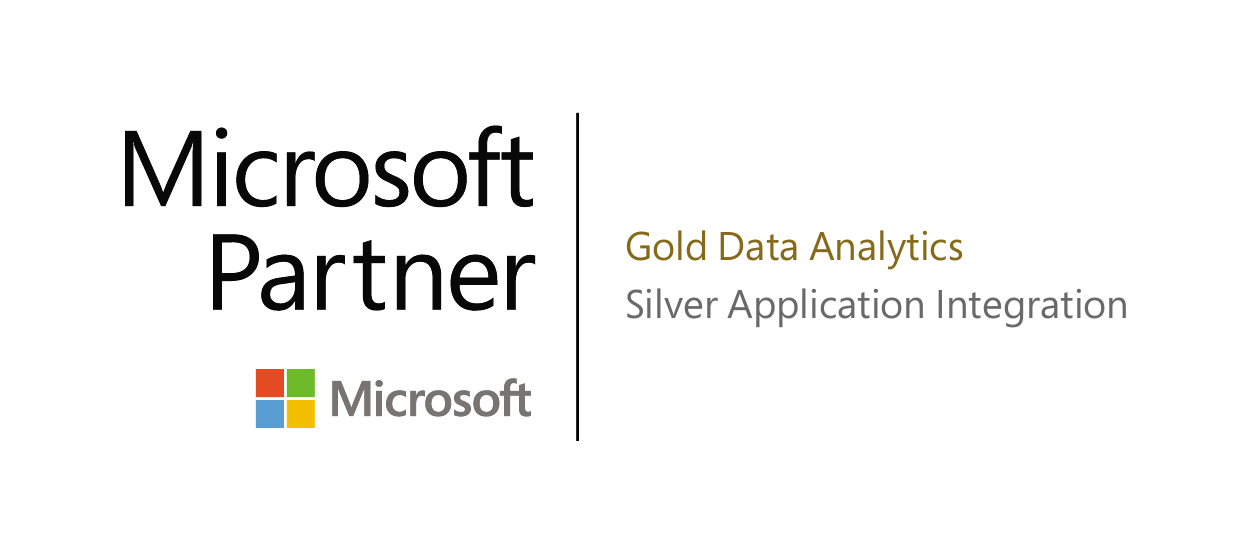 Microsoft
Partner
Microsoft
Gold Data Analytics
Silver Application Integration